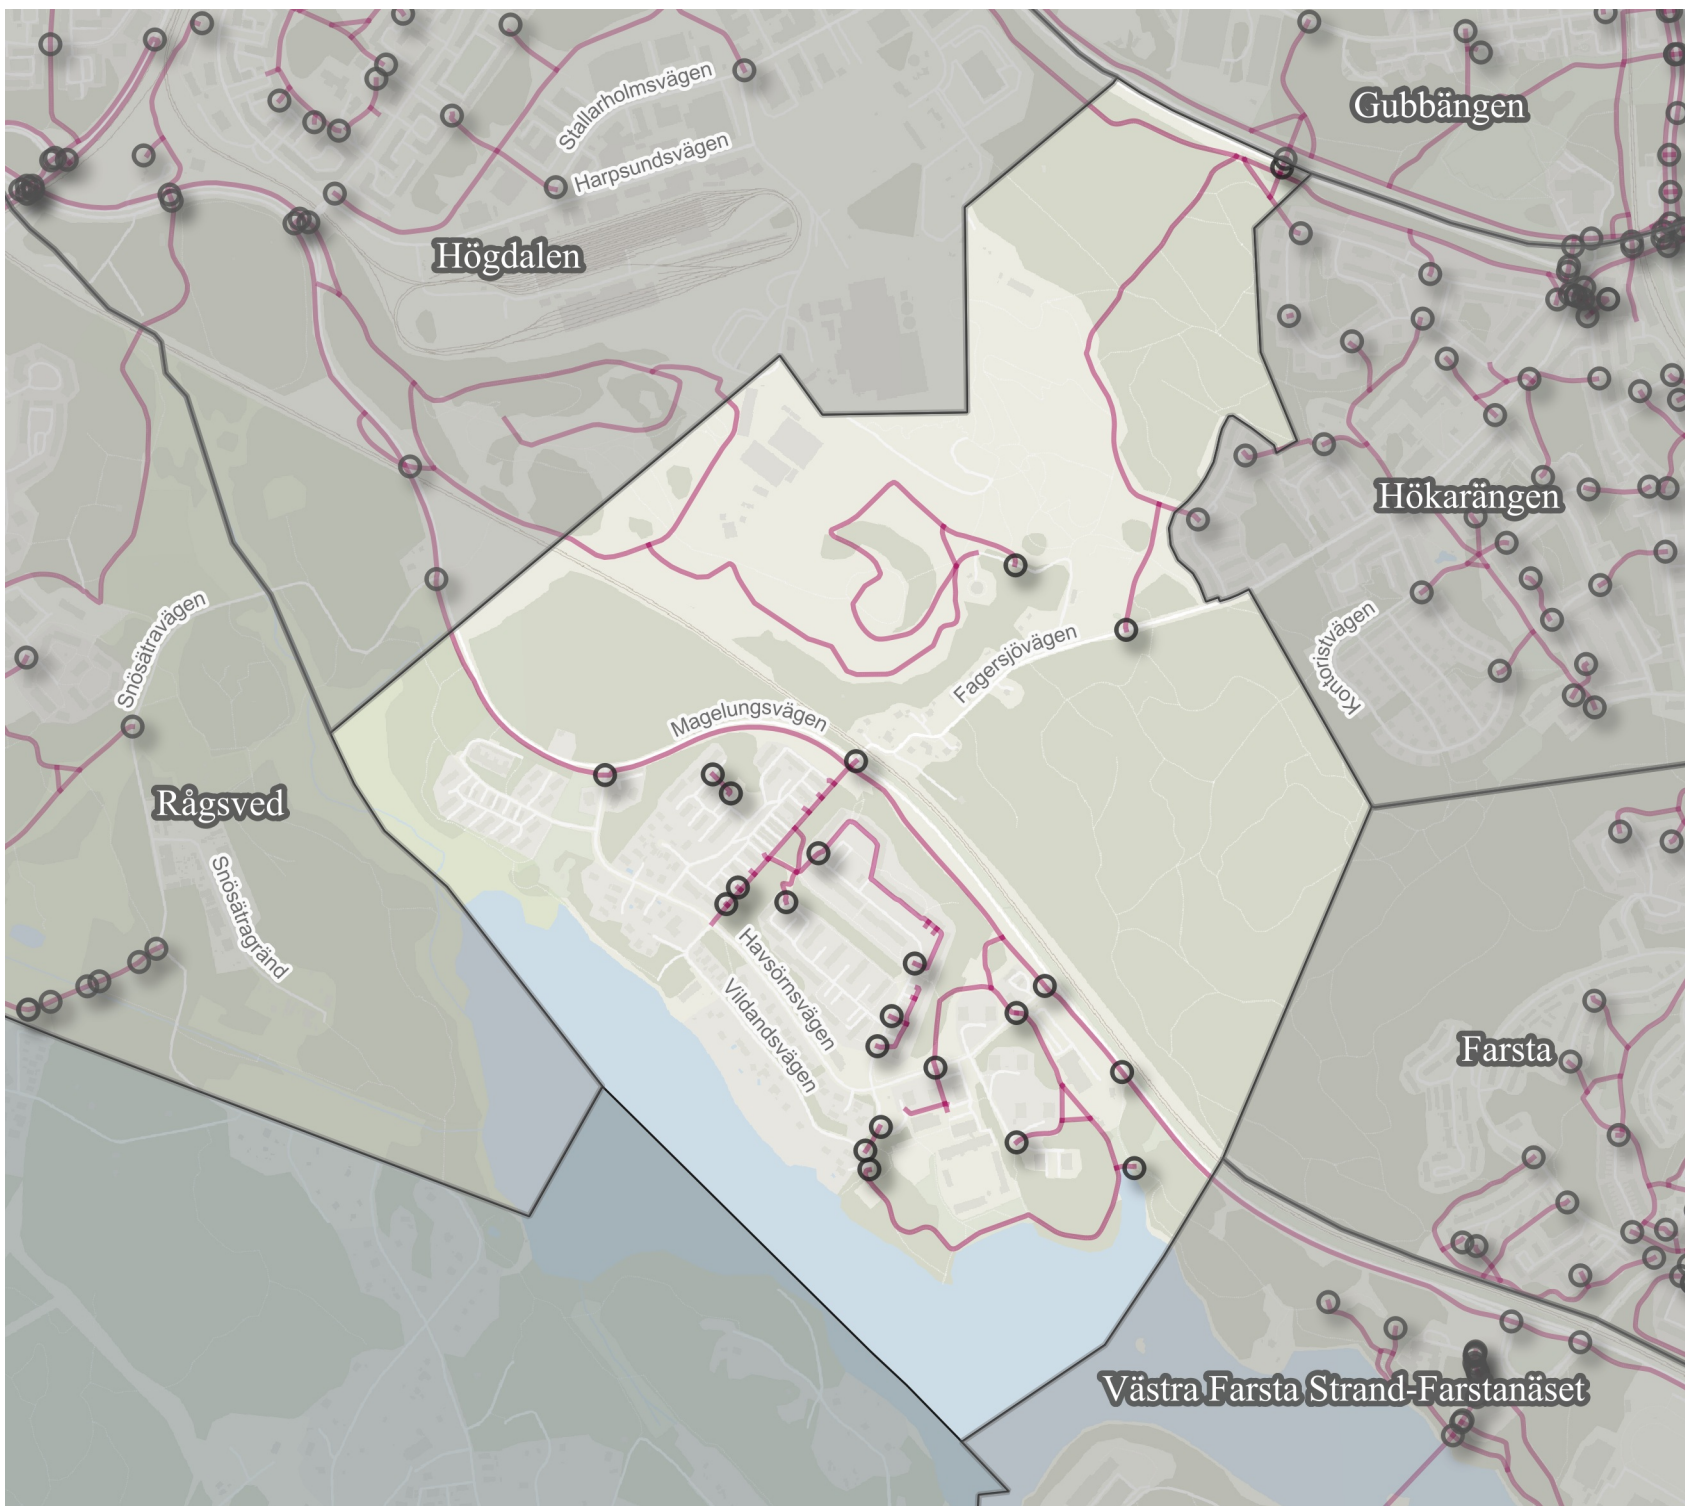 Stallarholmsvägen
Gubbängen
Harpsundsvägen
Högdalen
Hökarängen
Snösätravägen
Kontoristvägen
Fagersjövägen
Magelungsvägen
Rågsved
Snösätragränd
Havsörnsvägen
Vildandsvägen
Farsta
Västra Farsta Strand-Farstanäset